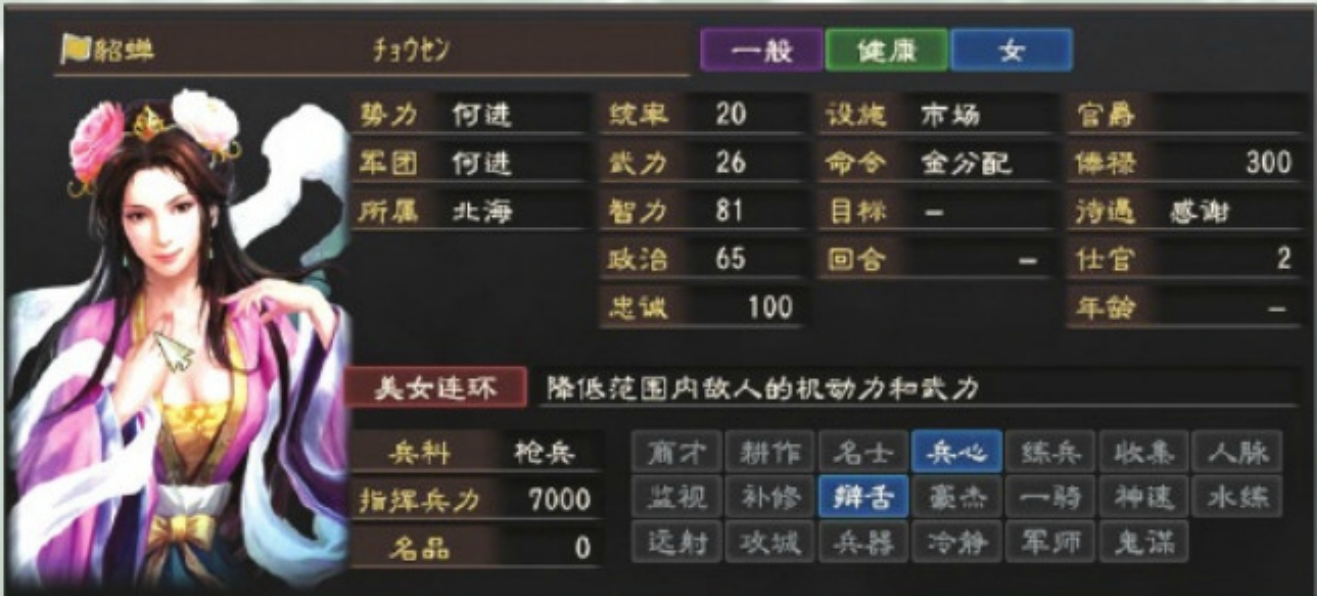 貂蝉 チョウセン 一般 健康 女
势力 何进 统率 20 设施 市场 官爵
军团 何进 武力 26 命令 金分配 俸禄 300
所属 北海 智力 81 目标 - 待遇 感谢
政治 65 回合 - 仕官 2
忠诚 100 年龄 -
美女连环 降低范围内敌人的机动力和武力
兵科 枪兵 商才 耕作 名士 兵心 练兵 收集 人脉
指挥兵力 7000 监视 补修 辩舌 豪杰 一骑 神速 水练
名品 0 远射 攻城 兵器 冷静 军师 鬼谋